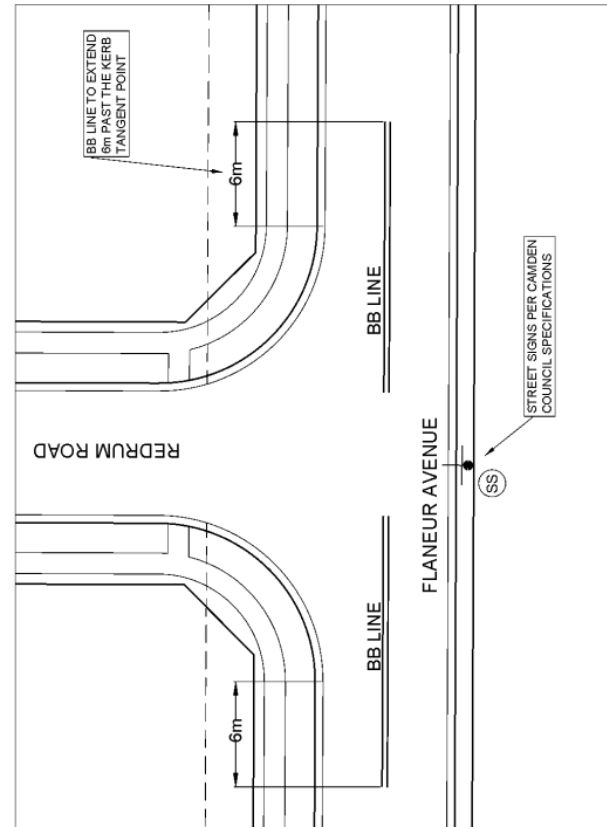 BB LINE TO EXTEND
6m PAST THE KERB
TANGENT POINT
6m
BB LINE
REDRUM ROAD
FLANEUR AVENUE
STREET SIGNS PER CAMDEN
COUNCIL SPECIFICATIONS
SS
BB LINE
6m